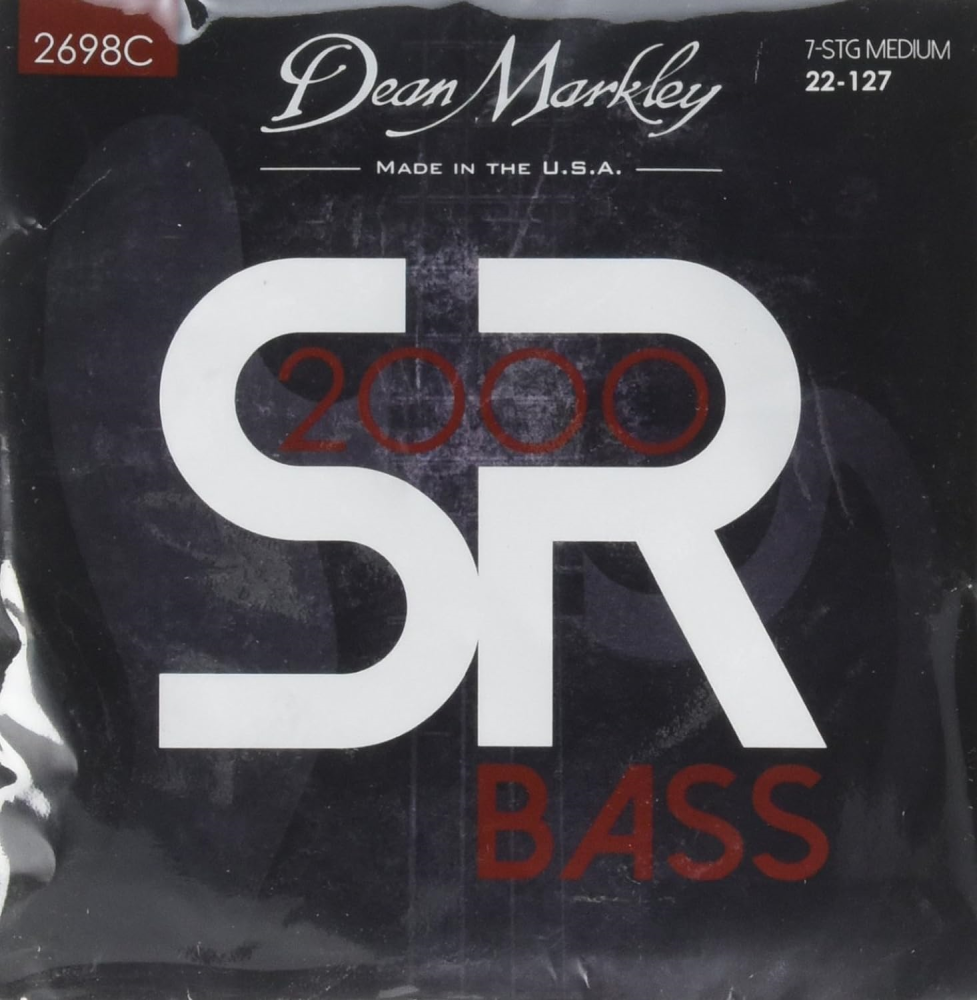 2698C
Dean Markley
7-STG MEDIUM
22-127
MADE IN THE U.S.A.
SR
2000
BASS